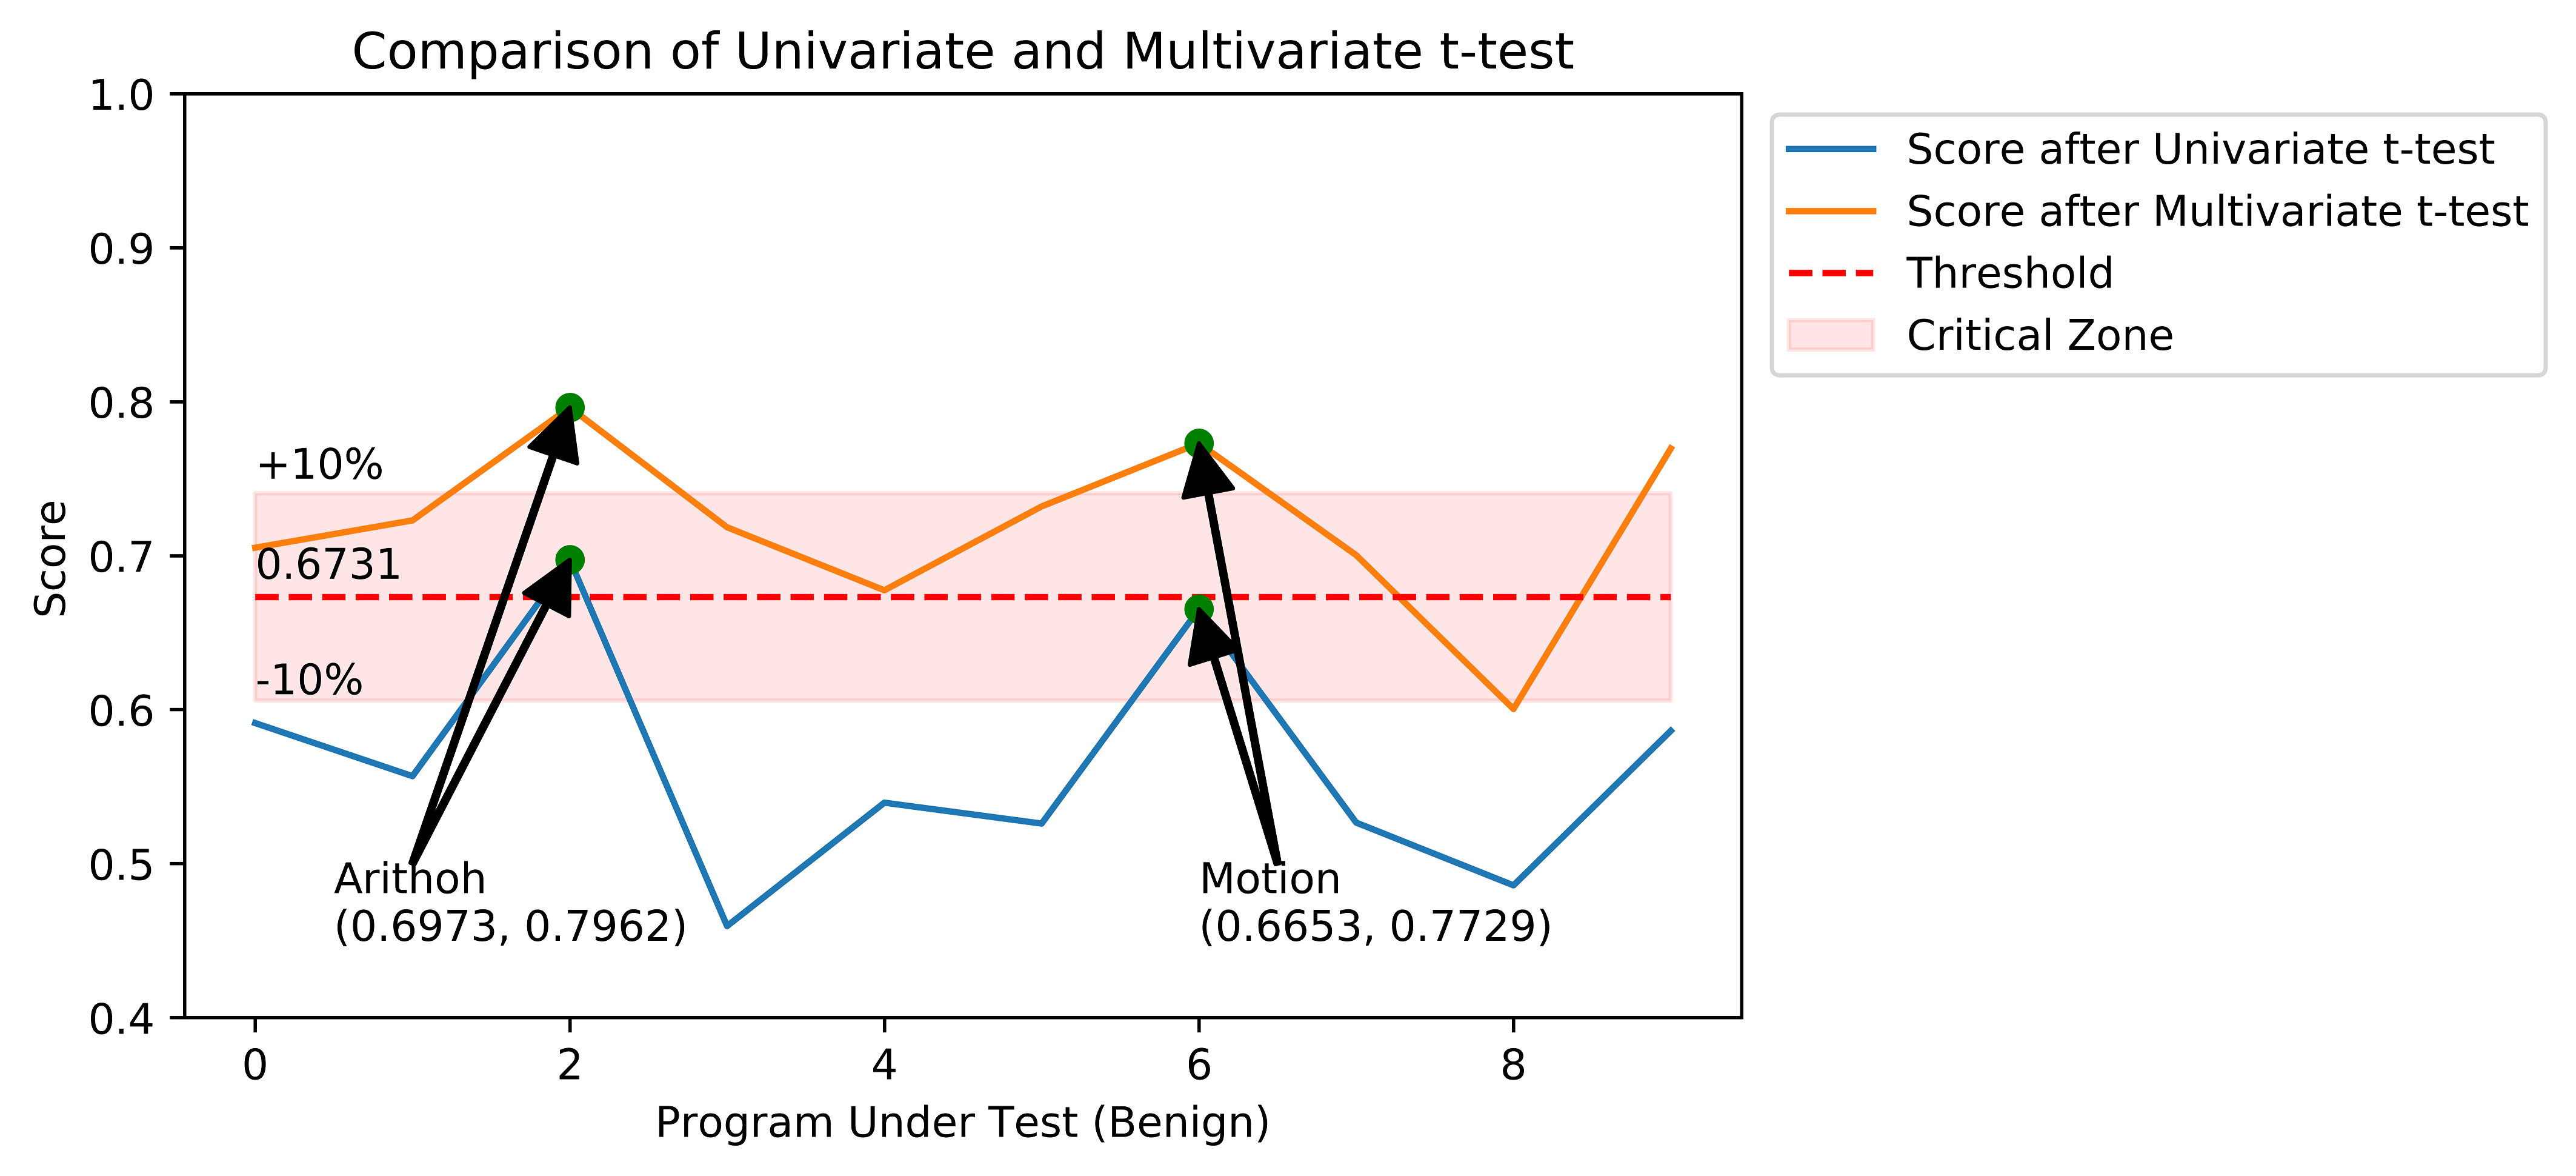 Comparison of Univariate and Multivariate t-test
1.0
0.9
0.8
0.7
0.6
0.5
0.4
Score
+10%
0.6731
-10%
Arithoh
(0.6973, 0.7962)
Motion
(0.6653, 0.7729)
0
2
4
6
8
Program Under Test (Benign)
Score after Univariate t-test
Score after Multivariate t-test
Threshold
Critical Zone